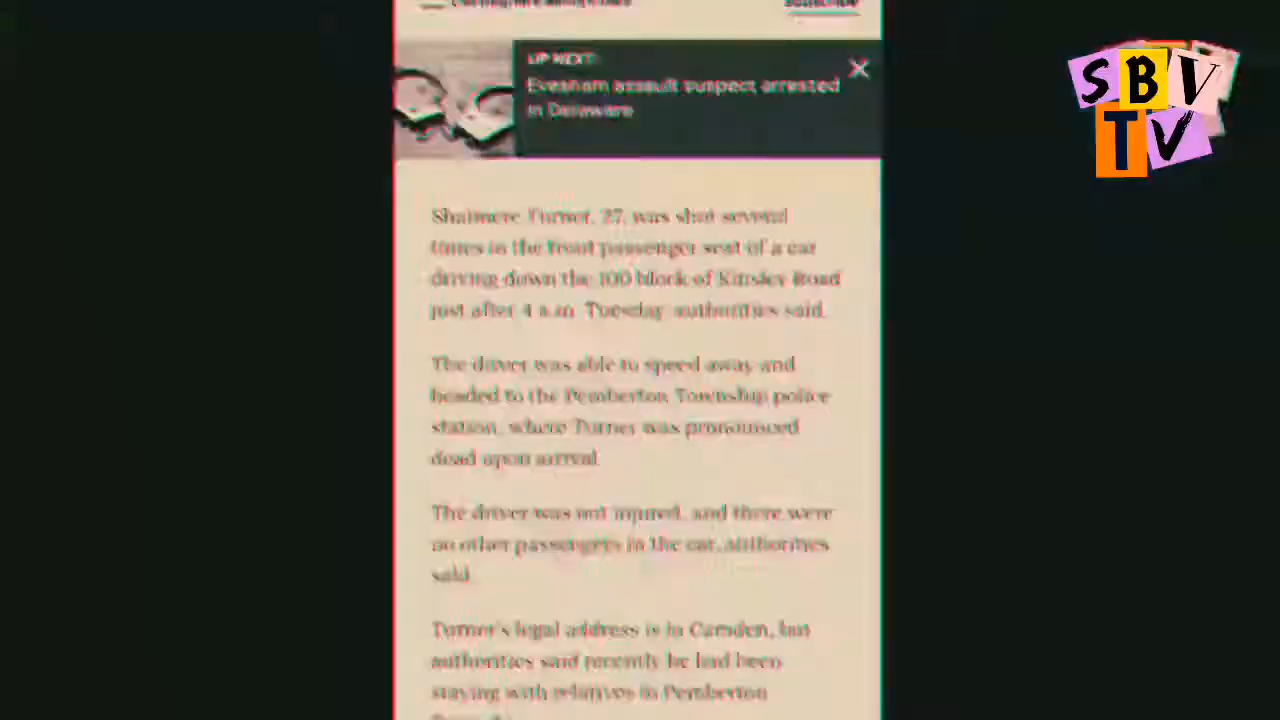 SUBSCRIBE
UP NEXT:
Evesham assault suspect arrested
in Delaware
SBV
TV
Turner, 27, was shot several
times in the front passenger seat of a car
driving down the 100 block of Kinsley Road
just after 4 a.m. Tuesday, authorities said.
The driver was able to speed away and
headed to the Pemberton Township police
station, where Turner was pronounced
dead upon arrival.
The driver was not injured, and there were
no other passengers in the car, authorities
said.
Turner's legal address is in Camden, but
authorities said recently he had been
staying with relatives in Pemberton